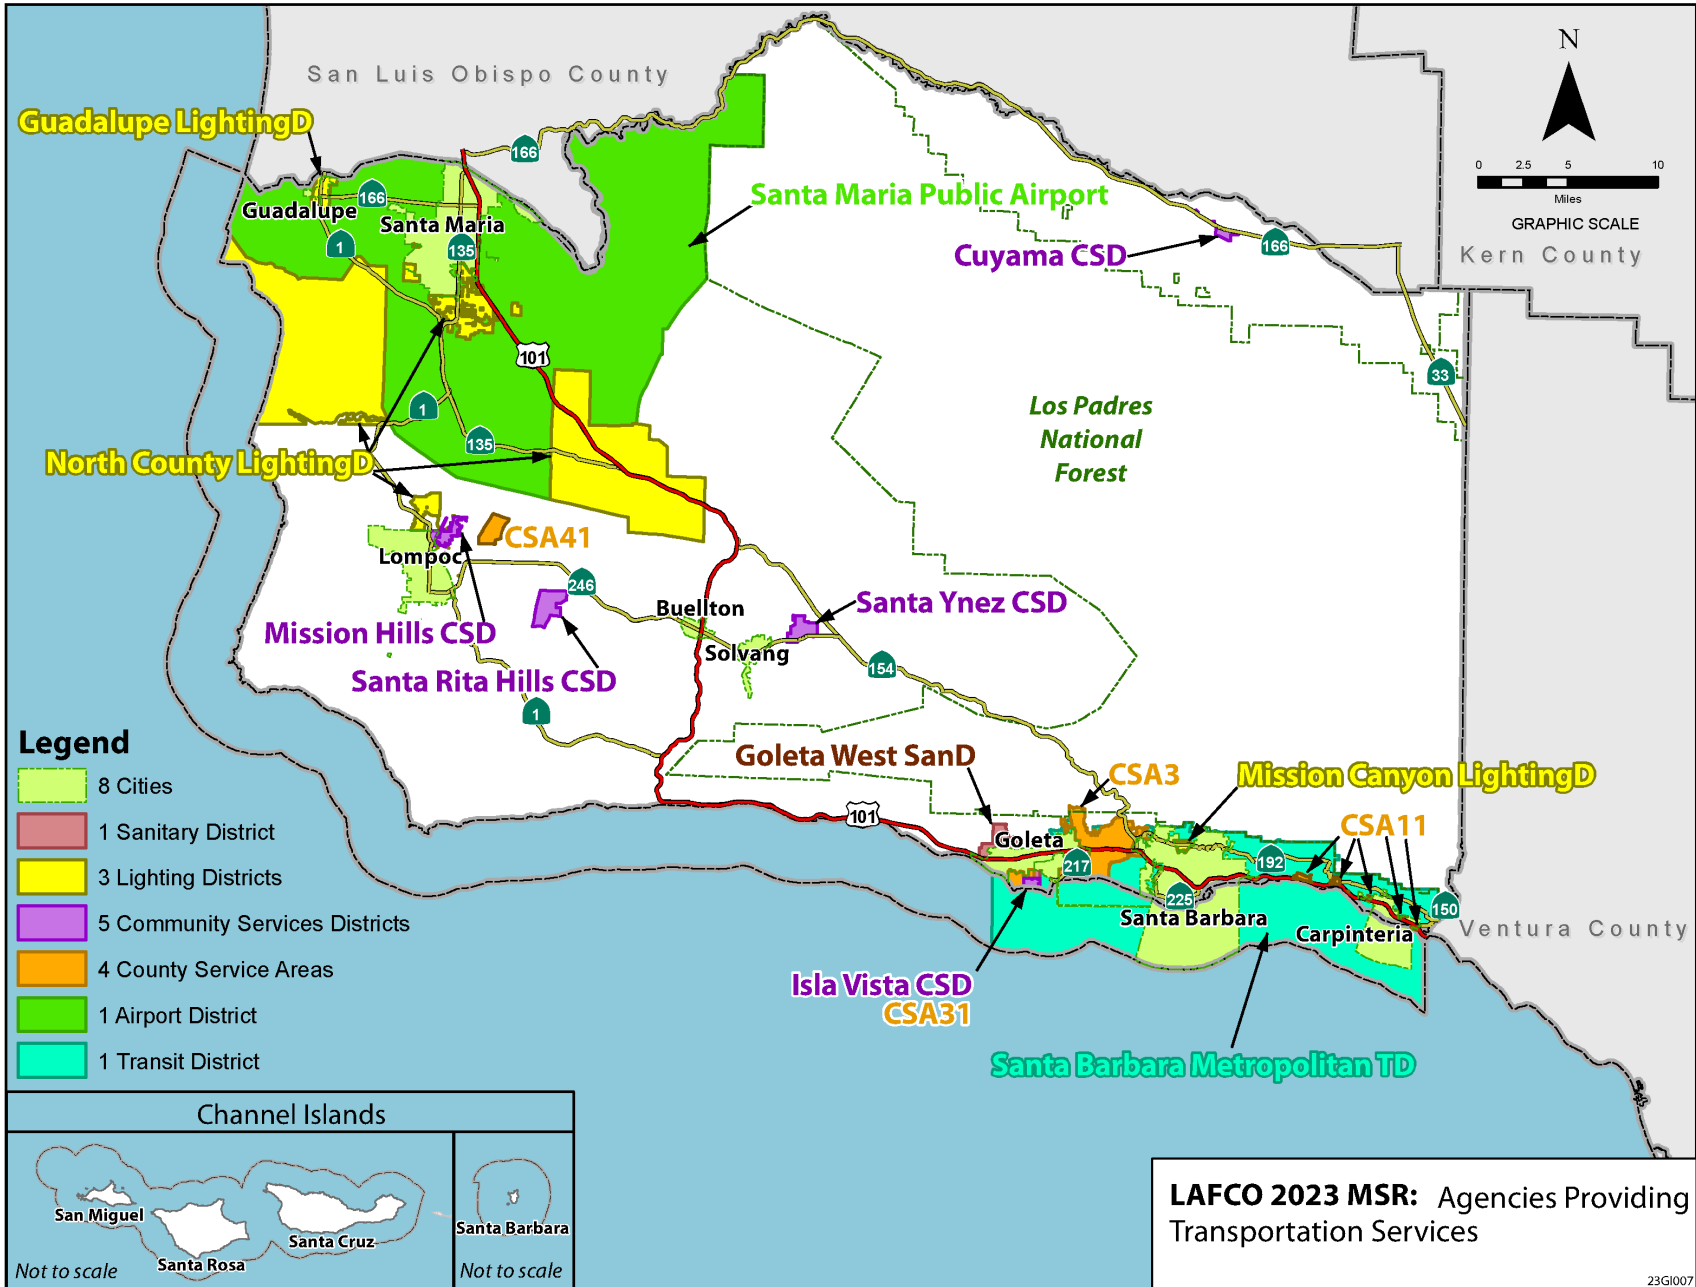 San Luis Obispo County
N
Guadalupe LightingD
166
0 2.5 5 10
Miles
GRAPHIC SCALE
166
Guadalupe
Santa Maria
Santa Maria Public Airport
1
135
Cuyama CSD
166
Kern County
101
33
1
Los Padres
National
Forest
135
North County LightingD
CSA41
Lompoc
246
Buellton
Santa Ynez CSD
Mission Hills CSD
Solvang
154
Santa Rita Hills CSD
1
Legend
8 Cities
1 Sanitary District
3 Lighting Districts
5 Community Services Districts
4 County Service Areas
1 Airport District
1 Transit District
Goleta West SanD
CSA3
Mission Canyon LightingD
101
CSA11
Goleta
217
192
225
150
Santa Barbara
Carpinteria
Ventura County
Isla Vista CSD
CSA31
Santa Barbara Metropolitan TD
Channel Islands
San Miguel
Santa Rosa
Santa Cruz
Santa Barbara
Not to scale
Not to scale
LAFCO 2023 MSR: Agencies Providing
Transportation Services
23GI007